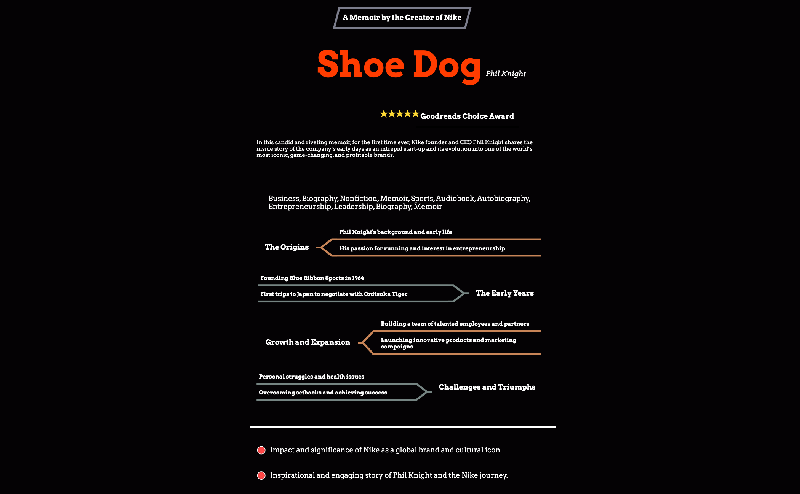 A Memoir by the Creator of Nike
Shoe Dog
Phil Knight
Goodreads Choice Award
In this candid and riveting memoir, for the first time ever, Nike founder and CEO Phil Knight shares the
inside story of the company's early days as an intrepid start-up and its evolution into one of the world's
most iconic, game-changing, and profitable brands.
Business, Biography, Nonfiction, Memoir, Sports, Audiobook, Autobiography,
Entrepreneurship, Leadership, Biography, Memoir
Phil Knight's background and early life
The Origins
His passion for running and interest in entrepreneurship
Founding Blue Ribbon Sports in 1964
First trips to Japan to negotiate with Onitsuka Tiger
The Early Years
Building a team of talented employees and partners
Growth and Expansion
Launching innovative products and marketing
campaigns
Personal struggles and health issues
Challenges and Triumphs
Overcoming setbacks and achieving success
Impact and significance of Nike as a global brand and cultural icon
Inspirational and engaging story of Phil Knight and the Nike journey.